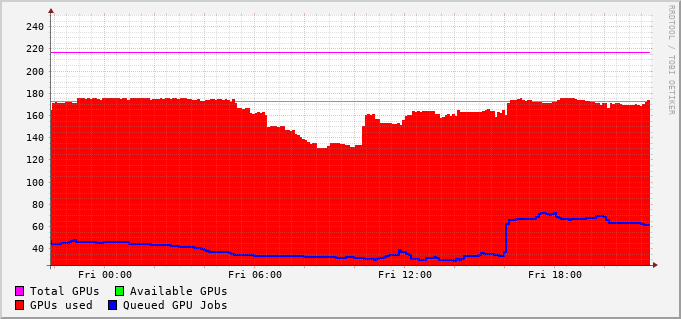 RRDTOOL / TOBI OETIKER
240
220
200
180
160
140
120
100
80
60
40
Fri 00:00 Fri 06:00 Fri 12:00 Fri 18:00
Total GPUs Available GPUs
GPUs used Queued GPU Jobs